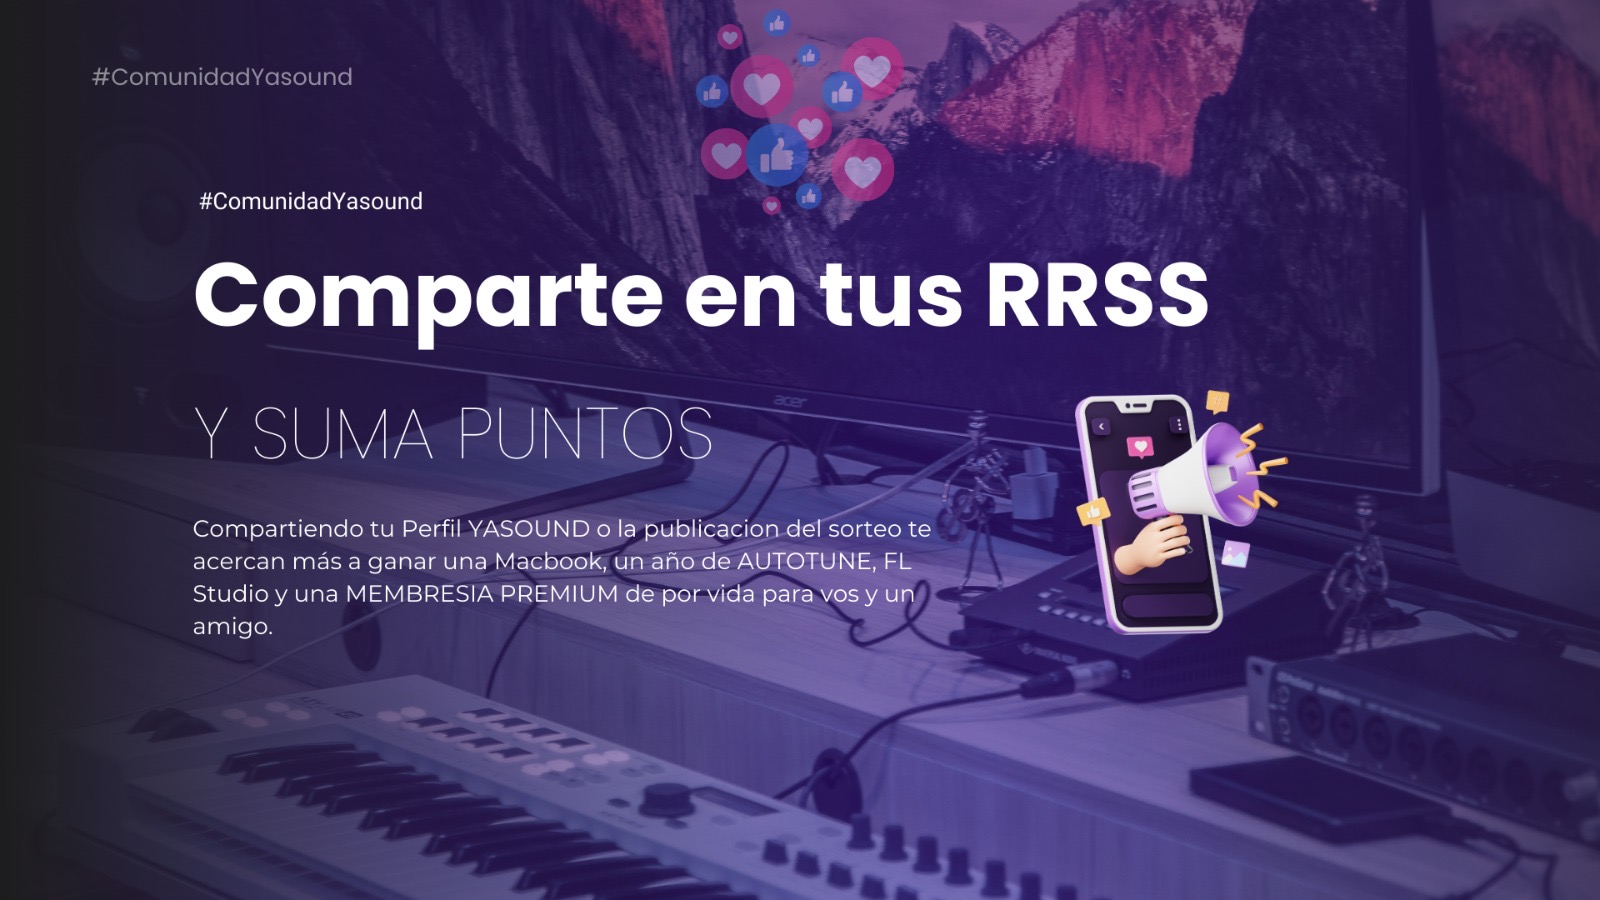 #ComunidadYasound
#ComunidadYasound
Comparte en tus RRSS
acer
Y SUMA PUNTOS
Compartiendo tu Perfil YASOUND o la publicacion del sorteo te
acercan más a ganar una Macbook, un año de AUTOTUNE, FL
Studio y una MEMBRESIA PREMIUM de por vida para vos y un
amigo.